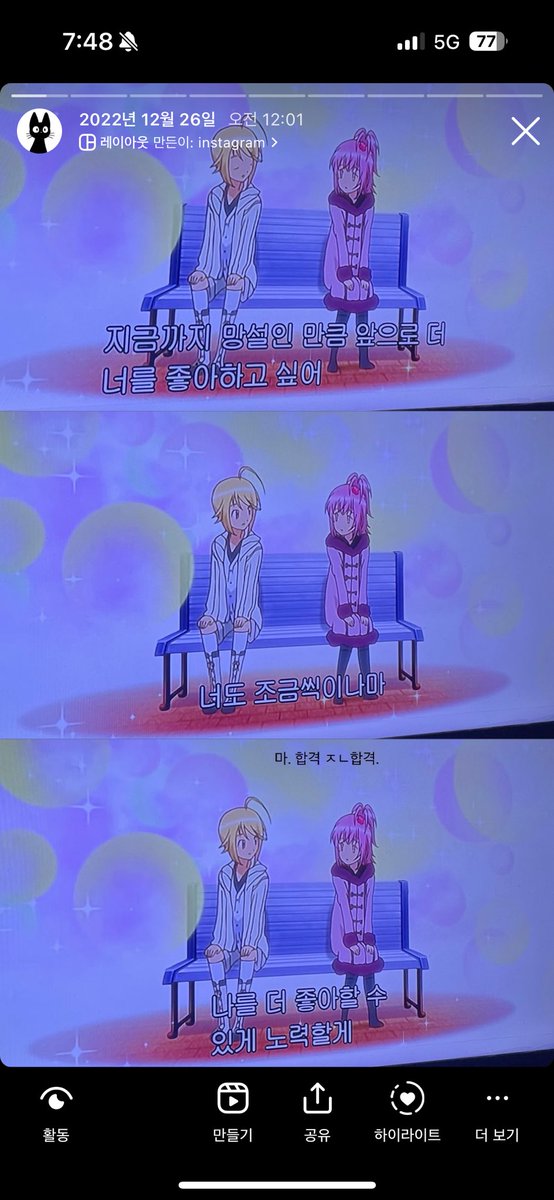 7:48
5G
77
2022년 12월 26일 오전 12:01
레이아웃 만든이: instagram >
지금까지 망설인 만큼 앞으로 더
너를 좋아하고 싶어
너도 조금씩이나마
마. 합격 ㅈㄴ합격.
나를 더 좋아할 수
있게 노력할게
활동
만들기
공유
하이라이트
더 보기